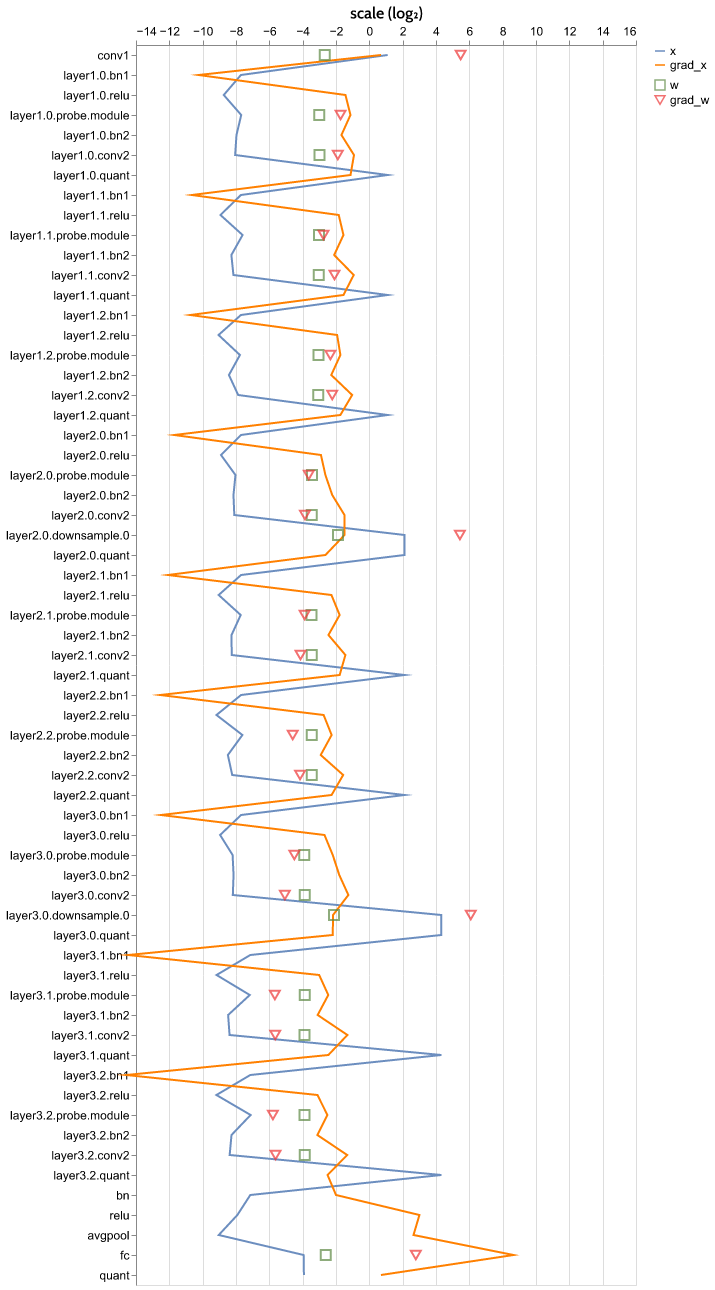 scale (log₂)
−14 −12 −10 −8 −6 −4 −2 0 2 4 6 8 10 12 14 16
conv1
layer1.0.bn1
layer1.0.relu
layer1.0.probe.module
layer1.0.bn2
layer1.0.conv2
layer1.0.quant
layer1.1.bn1
layer1.1.relu
layer1.1.probe.module
layer1.1.bn2
layer1.1.conv2
layer1.1.quant
layer1.2.bn1
layer1.2.relu
layer1.2.probe.module
layer1.2.bn2
layer1.2.conv2
layer1.2.quant
layer2.0.bn1
layer2.0.relu
layer2.0.probe.module
layer2.0.bn2
layer2.0.conv2
layer2.0.downsample.0
layer2.0.quant
layer2.1.bn1
layer2.1.relu
layer2.1.probe.module
layer2.1.bn2
layer2.1.conv2
layer2.1.quant
layer2.2.bn1
layer2.2.relu
layer2.2.probe.module
layer2.2.bn2
layer2.2.conv2
layer2.2.quant
layer3.0.bn1
layer3.0.relu
layer3.0.probe.module
layer3.0.bn2
layer3.0.conv2
layer3.0.downsample.0
layer3.0.quant
layer3.1.bn1
layer3.1.relu
layer3.1.probe.module
layer3.1.bn2
layer3.1.conv2
layer3.1.quant
layer3.2.bn1
layer3.2.relu
layer3.2.probe.module
layer3.2.bn2
layer3.2.conv2
layer3.2.quant
bn
relu
avgpool
fc
quant
x
grad_x
w
grad_w